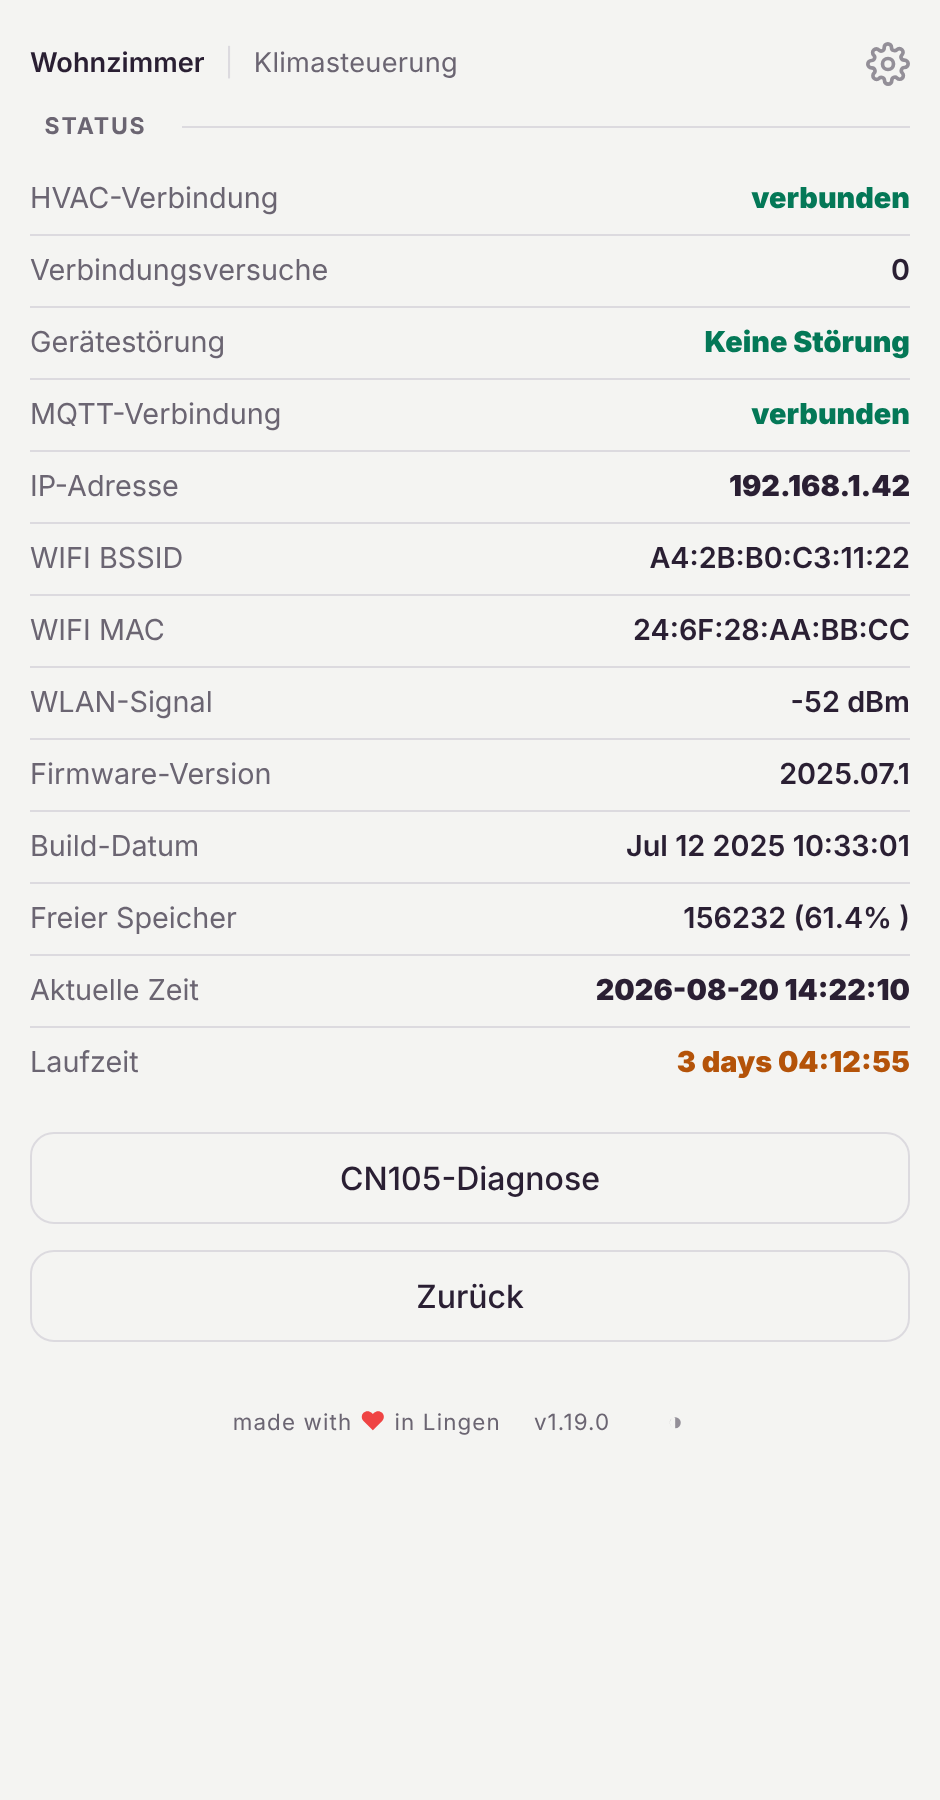 Wohnzimmer Klimasteuerung
STATUS
HVAC-Verbindung verbunden
Verbindungsversuche 0
Gerätestörung Keine Störung
MQTT-Verbindung verbunden
IP-Adresse 192.168.1.42
WIFI BSSID A4:2B:B0:C3:11:22
WIFI MAC 24:6F:28:AA:BB:CC
WLAN-Signal -52 dBm
Firmware-Version 2025.07.1
Build-Datum Jul 12 2025 10:33:01
Freier Speicher 156232 (61.4% )
Aktuelle Zeit 2026-08-20 14:22:10
Laufzeit 3 days 04:12:55
CN105-Diagnose
Zurück
made with ❤ in Lingen v1.19.0